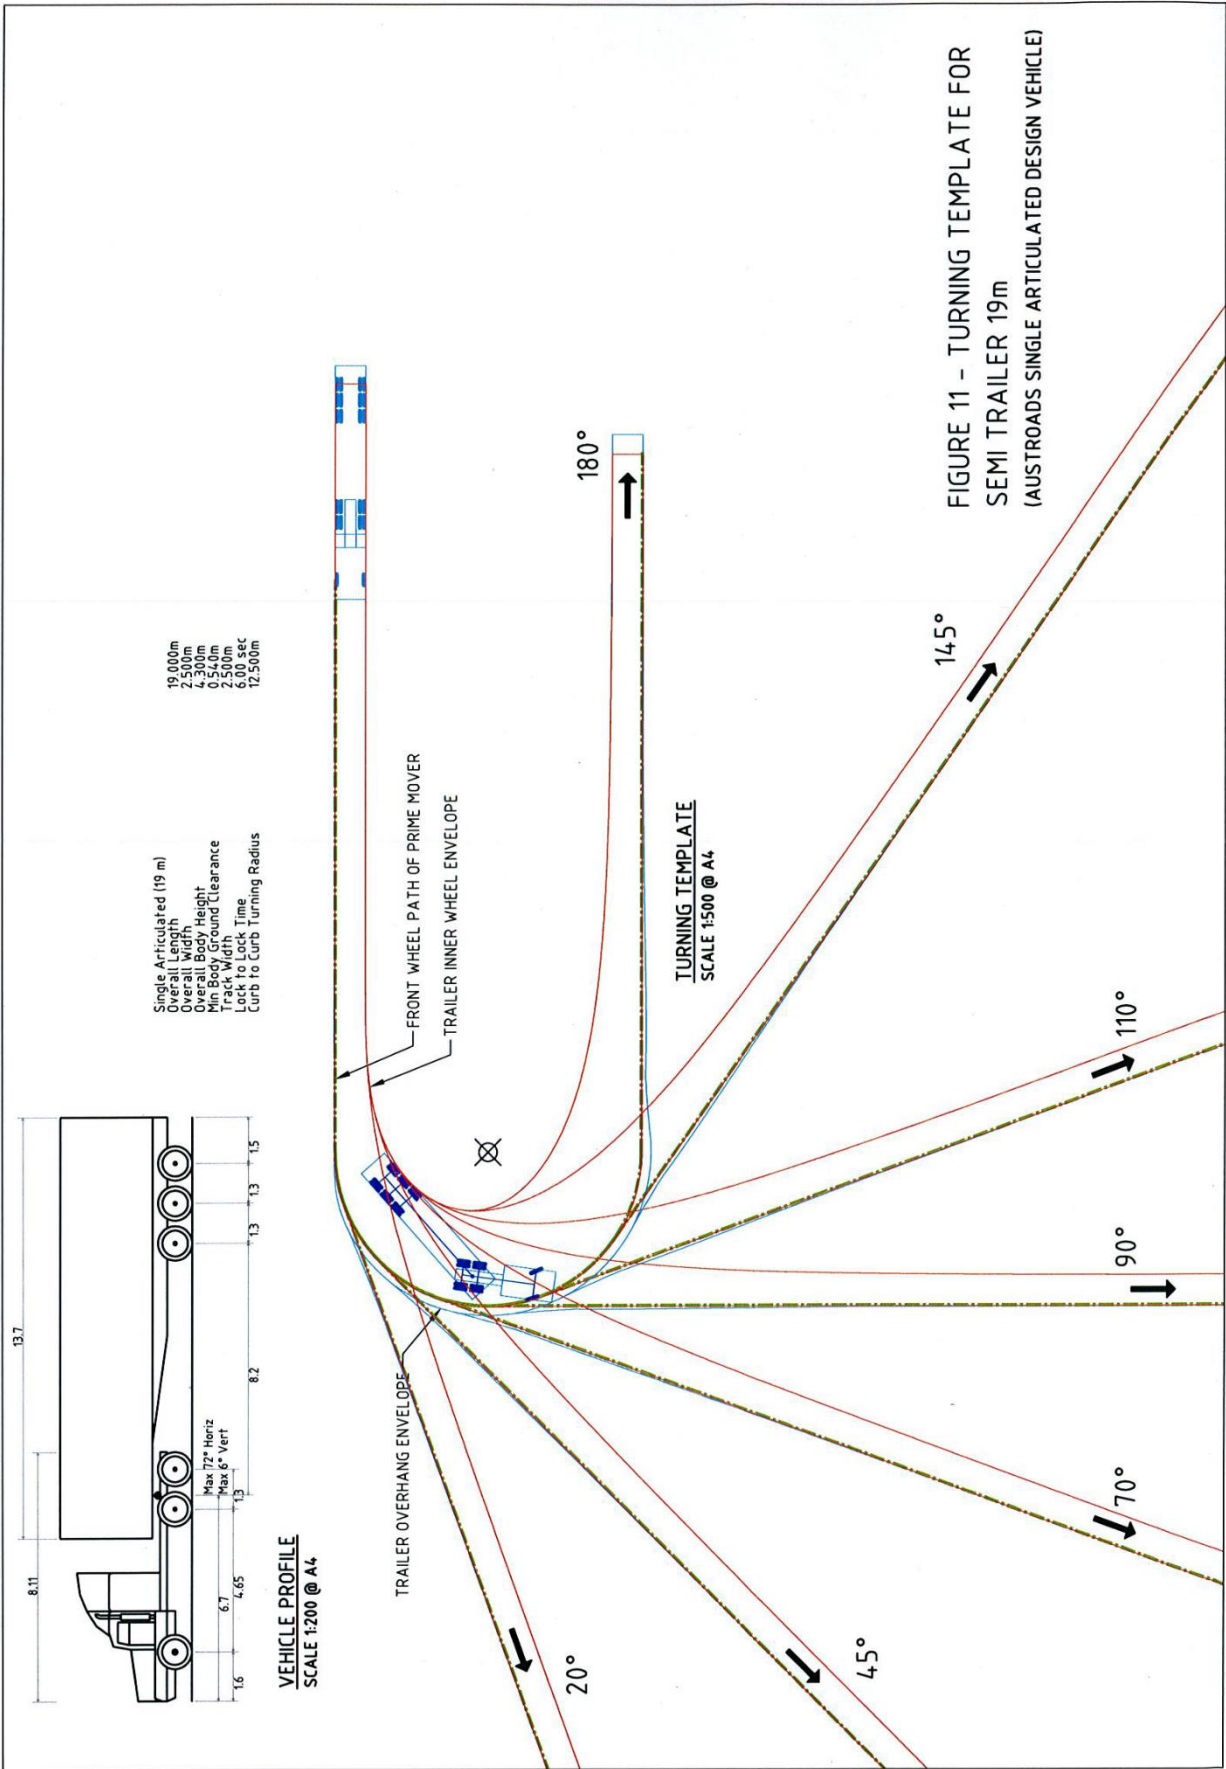 13.7
8.11
Max 72° Horiz
Max 6° Vert
1.6
6.7
4.65
1.3
8.2
1.3
1.3
1.5
VEHICLE PROFILE
SCALE 1:200 @ A4
Single Articulated (19 m)
Overall Length 19.000m
Overall Width 2.500m
Overall Body Height 4.300m
Min Body Ground Clearance 0.540m
Track Width 2.500m
Lock to Lock Time 6.00 sec
Curb to Curb Turning Radius 12.500m
FRONT WHEEL PATH OF PRIME MOVER
TRAILER INNER WHEEL ENVELOPE
TRAILER OVERHANG ENVELOPE
TURNING TEMPLATE
SCALE 1:500 @ A4
20°
45°
70°
90°
110°
145°
180°
FIGURE 11 - TURNING TEMPLATE FOR
SEMI TRAILER 19m
(AUSTROADS SINGLE ARTICULATED DESIGN VEHICLE)